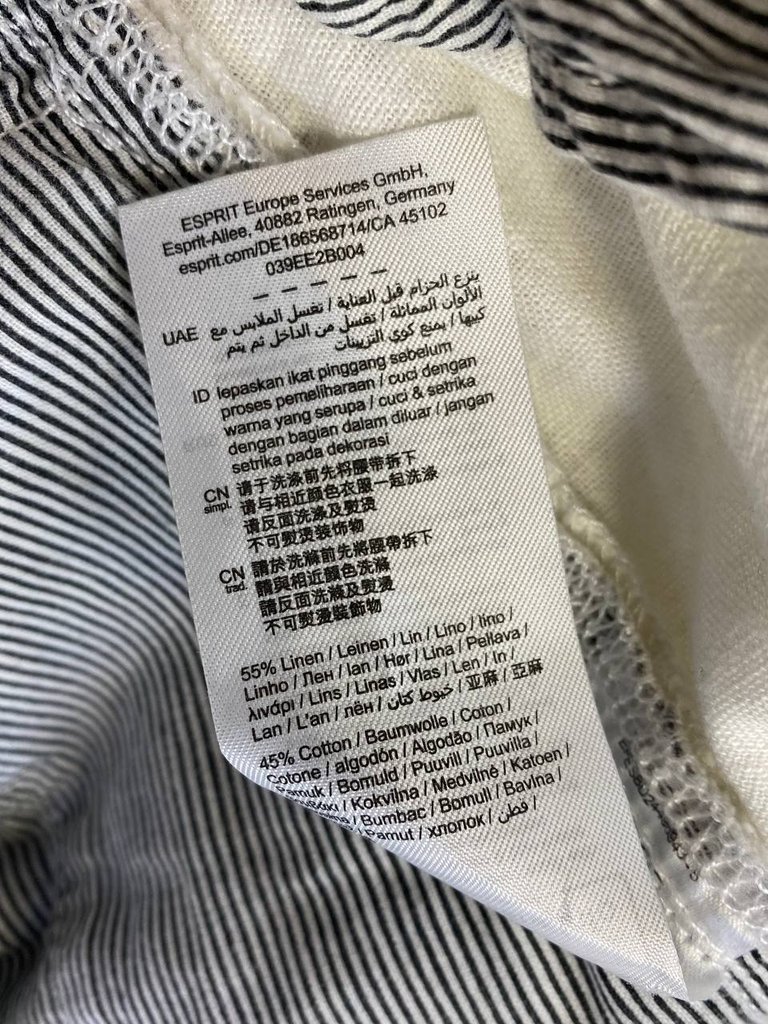 ESPRIT Europe Services GmbH,
Esprit-Allee, 40882 Ratingen, Germany
esprit.com/DE186568714/CA 45102
039EE2B004
— — — — —
UAE ينزع الحزام قبل العناية / تغسل الملابس مع
الألوان المماثلة / تغسل من الداخل ثم يتم
كيها / يمنع كوي التزيينات
ID lepaskan ikat pinggang sebelum
proses pemeliharaan / cuci dengan
warna yang serupa / cuci & setrika
dengan bagian dalam diluar / jangan
setrika pada dekorasi
CN simpl. 请于洗涤前先将腰带拆下
请与相近颜色衣服一起洗涤
请反面洗涤及熨烫
不可熨烫装饰物
CN trad. 請於洗滌前先將腰帶拆下
請與相近顏色洗滌
請反面洗滌及熨燙
不可熨燙裝飾物
55% Linen / Leinen / Lin / Lino / lino /
Linho / Лен / lan / Hør / Lina / Pellava /
λινάρι / Lins / Linas / Vlas / Len / In /
Lan / L'an / лён / خيوط كتان / 亚麻 / 亞麻
45% Cotton / Baumwolle / Coton /
Cotone / algodón / Algodão / Памук /
Pamuk / Bomuld / Puuvill / Puuvilla /
Kokvilna / Medvilnė / Katoen /
/ Bumbac / Bomull / Bavlna /
/ Pamut / хлопок / قطن /